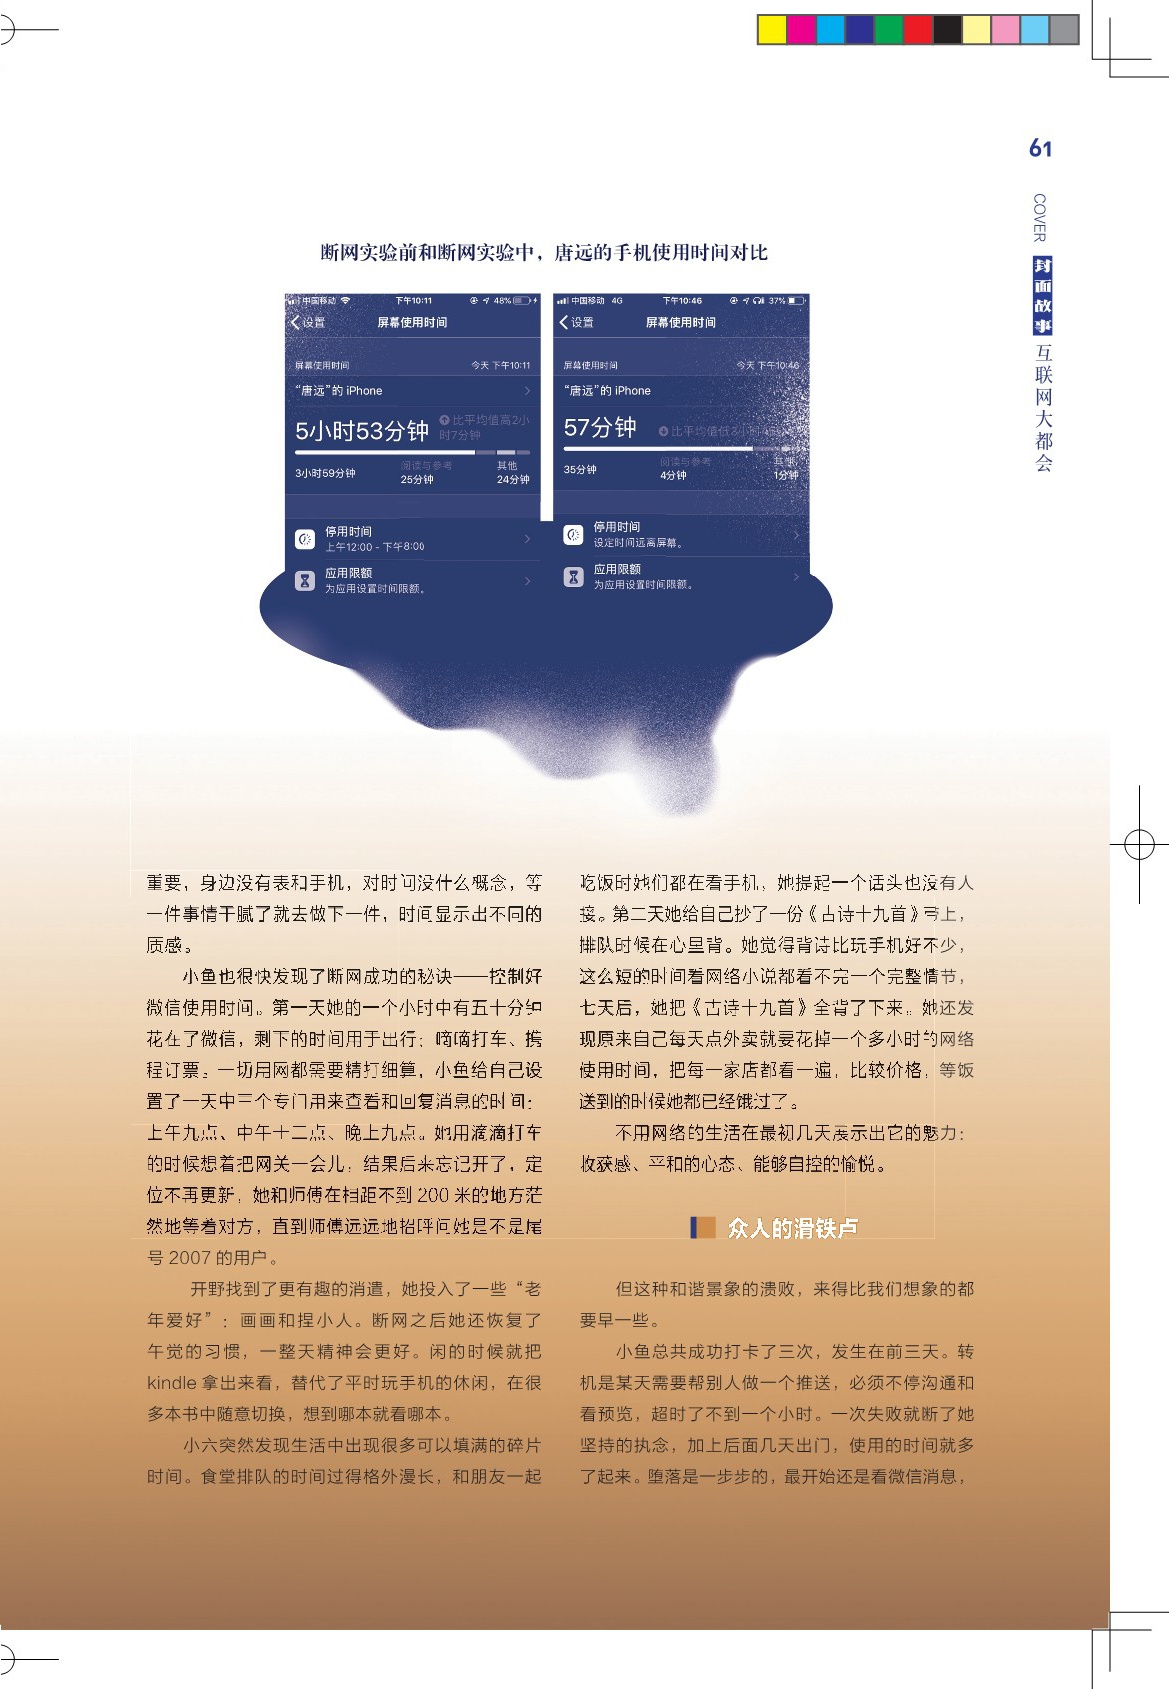 61
COVER 封面故事 互联网大都会
断网实验前和断网实验中，唐远的手机使用时间对比
中国移动 下午10:11 48%
设置 屏幕使用时间
屏幕使用时间 今天 下午10:11
“唐远”的 iPhone
5小时53分钟 比平均值高2小
时7分钟
阅读与参考 其他
3小时59分钟 25分钟 24分钟
停用时间
上午12:00 - 下午8:00
应用限额
为应用设置时间限额。
中国移动 4G 下午10:46 37%
设置 屏幕使用时间
屏幕使用时间 今天 下午10:46
“唐远”的 iPhone
57分钟 比平均值低3小时
阅读与参考 其他
35分钟 4分钟 1分钟
停用时间
设定时间远离屏幕。
应用限额
为应用设置时间限额。
重要，身边没有表和手机，对时间没什么概念，等
一件事情干腻了就去做下一件，时间显示出不同的
质感。
小鱼也很快发现了断网成功的秘诀——控制好
微信使用时间。第一天她的一个小时中有五十分钟
花在了微信，剩下的时间用于出行：嘀嘀打车、携
程订票。一切用网都需要精打细算，小鱼给自己设
置了一天中三个专门用来查看和回复消息的时间：
上午九点、中午十二点、晚上九点。她用滴滴打车
的时候想着把网关一会儿，结果后来忘记开了，定
位不再更新，她和师傅在相距不到 200 米的地方茫
然地等着对方，直到师傅远远地招呼问她是不是尾
号 2007 的用户。
开野找到了更有趣的消遣，她投入了一些“老
年爱好”：画画和捏小人。断网之后她还恢复了
午觉的习惯，一整天精神会更好。闲的时候就把
kindle 拿出来看，替代了平时玩手机的休闲，在很
多本书中随意切换，想到哪本就看哪本。
小六突然发现生活中出现很多可以填满的碎片
时间。食堂排队的时间过得格外漫长，和朋友一起
吃饭时她们都在看手机，她提起一个话头也没有人
接。第二天她给自己抄了一份《古诗十九首》带上，
排队时候在心里背。她觉得背诗比玩手机好不少，
这么短的时间看网络小说都看不完一个完整情节，
七天后，她把《古诗十九首》全背了下来。她还发
现原来自己每天点外卖就要花掉一个多小时的网络
使用时间，把每一家店都看一遍，比较价格，等饭
送到的时候她都已经饿过了。
不用网络的生活在最初几天展示出它的魅力：
收获感、平和的心态、能够自控的愉悦。
众人的滑铁卢
但这种和谐景象的溃败，来得比我们想象的都
要早一些。
小鱼总共成功打卡了三次，发生在前三天。转
机是某天需要帮别人做一个推送，必须不停沟通和
看预览，超时了不到一个小时。一次失败就断了她
坚持的执念，加上后面几天出门，使用的时间就多
了起来。堕落是一步步的，最开始还是看微信消息，